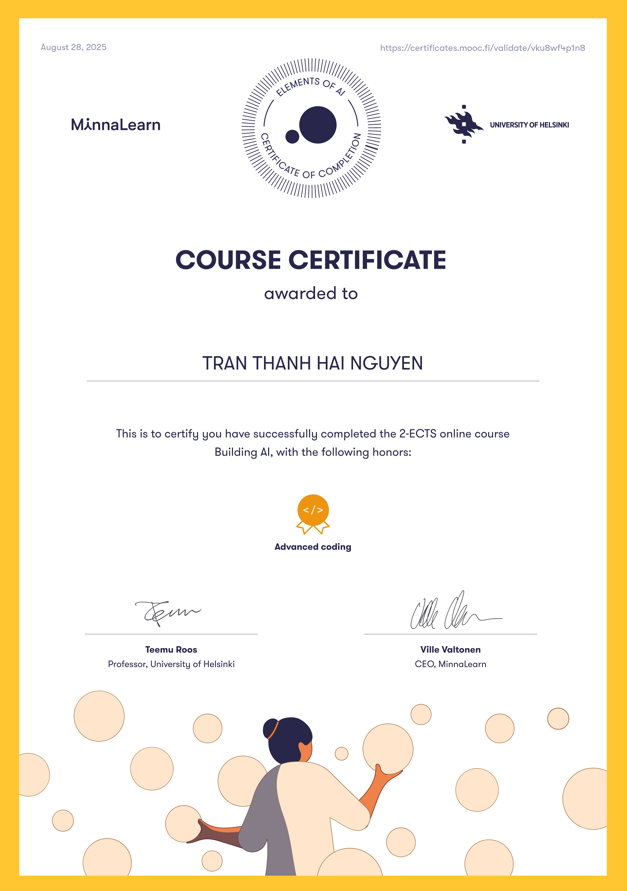 August 28, 2025
https://certificates.mooc.fi/validate/vku8wf4p1n8
ELEMENTS OF AI
CERTIFICATE OF COMPLETION
MinnaLearn
UNIVERSITY OF HELSINKI
COURSE CERTIFICATE
awarded to
TRAN THANH HAI NGUYEN
This is to certify you have successfully completed the 2-ECTS online course
Building AI, with the following honors:
</>
Advanced coding
Teemu Roos
Professor, University of Helsinki
Ville Valtonen
CEO, MinnaLearn